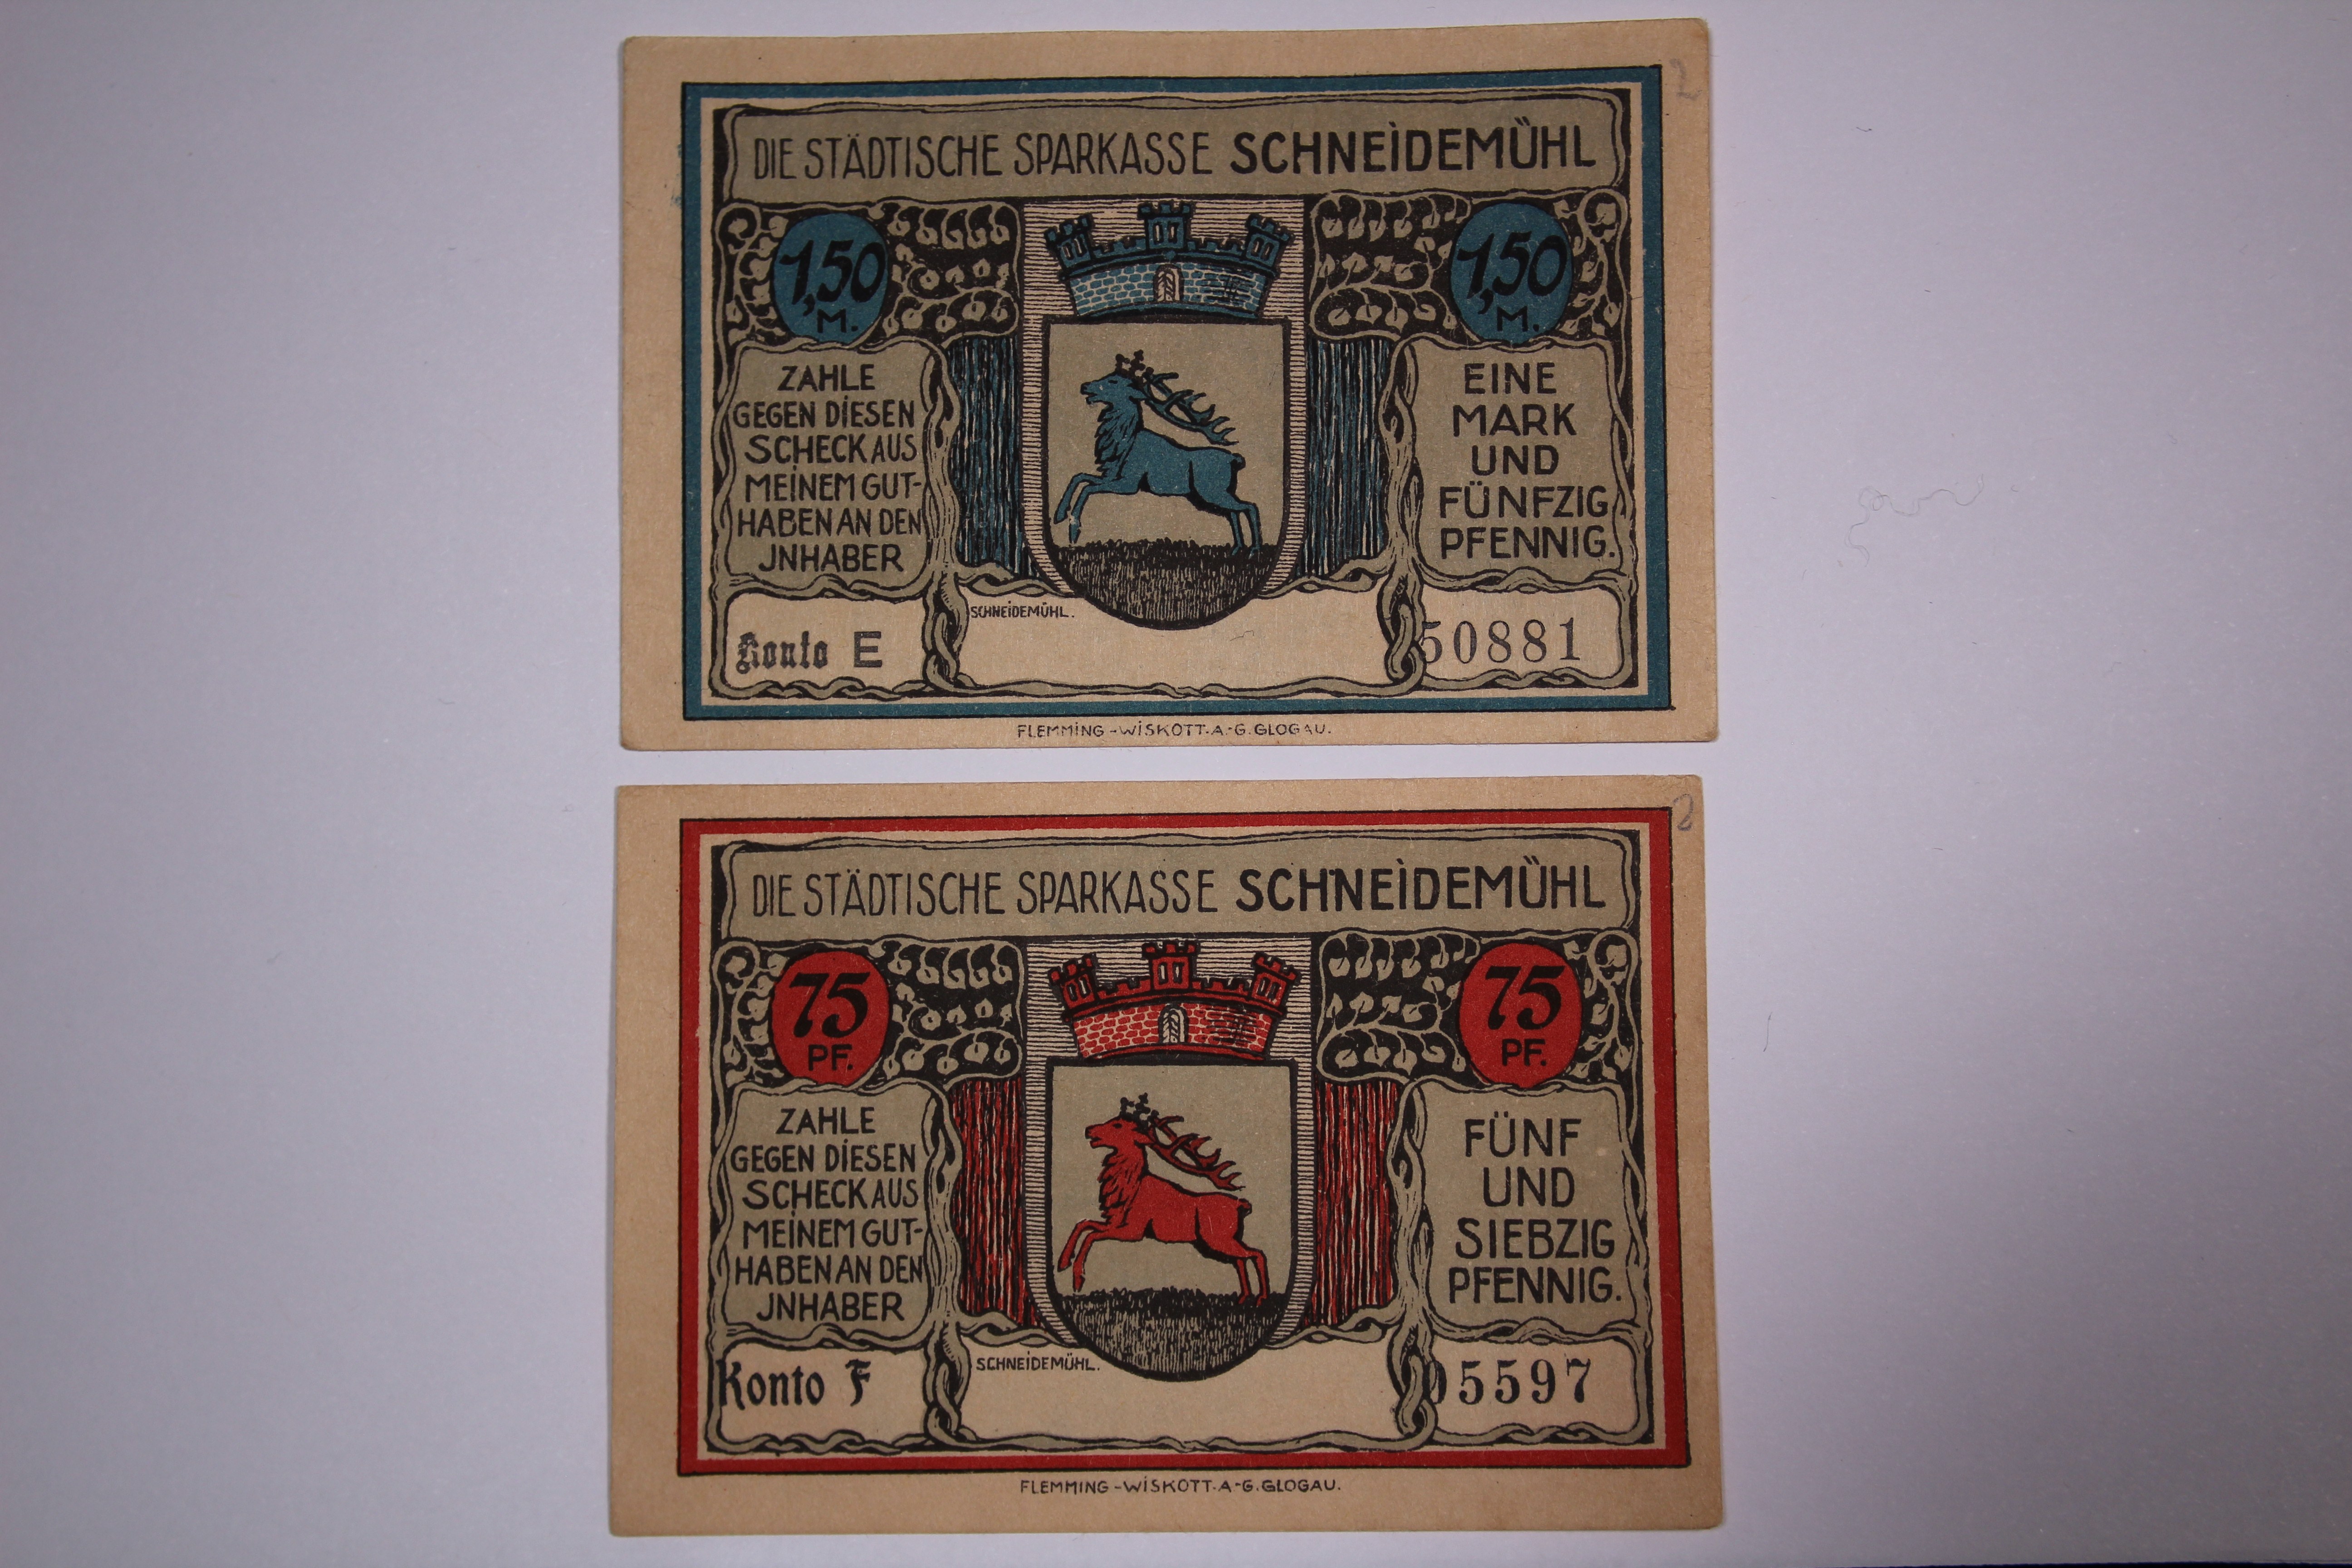 DIE STÄDTISCHE SPARKASSE SCHNEIDEMÜHL
1,50 M.
1,50 M.
ZAHLE
GEGEN DIESEN
SCHECK AUS
MEINEM GUT-
HABEN AN DEN
JNHABER
EINE
MARK
UND
FÜNFZIG
PFENNIG.
SCHNEIDEMÜHL.
Konto E
50881
FLEMMING-WISKOTT-A-G. GLOGAU.
2
DIE STÄDTISCHE SPARKASSE SCHNEIDEMÜHL
75 PF.
75 PF.
ZAHLE
GEGEN DIESEN
SCHECK AUS
MEINEM GUT-
HABEN AN DEN
JNHABER
FÜNF
UND
SIEBZIG
PFENNIG.
SCHNEIDEMÜHL.
Konto F
05597
FLEMMING-WISKOTT-A-G. GLOGAU.
2